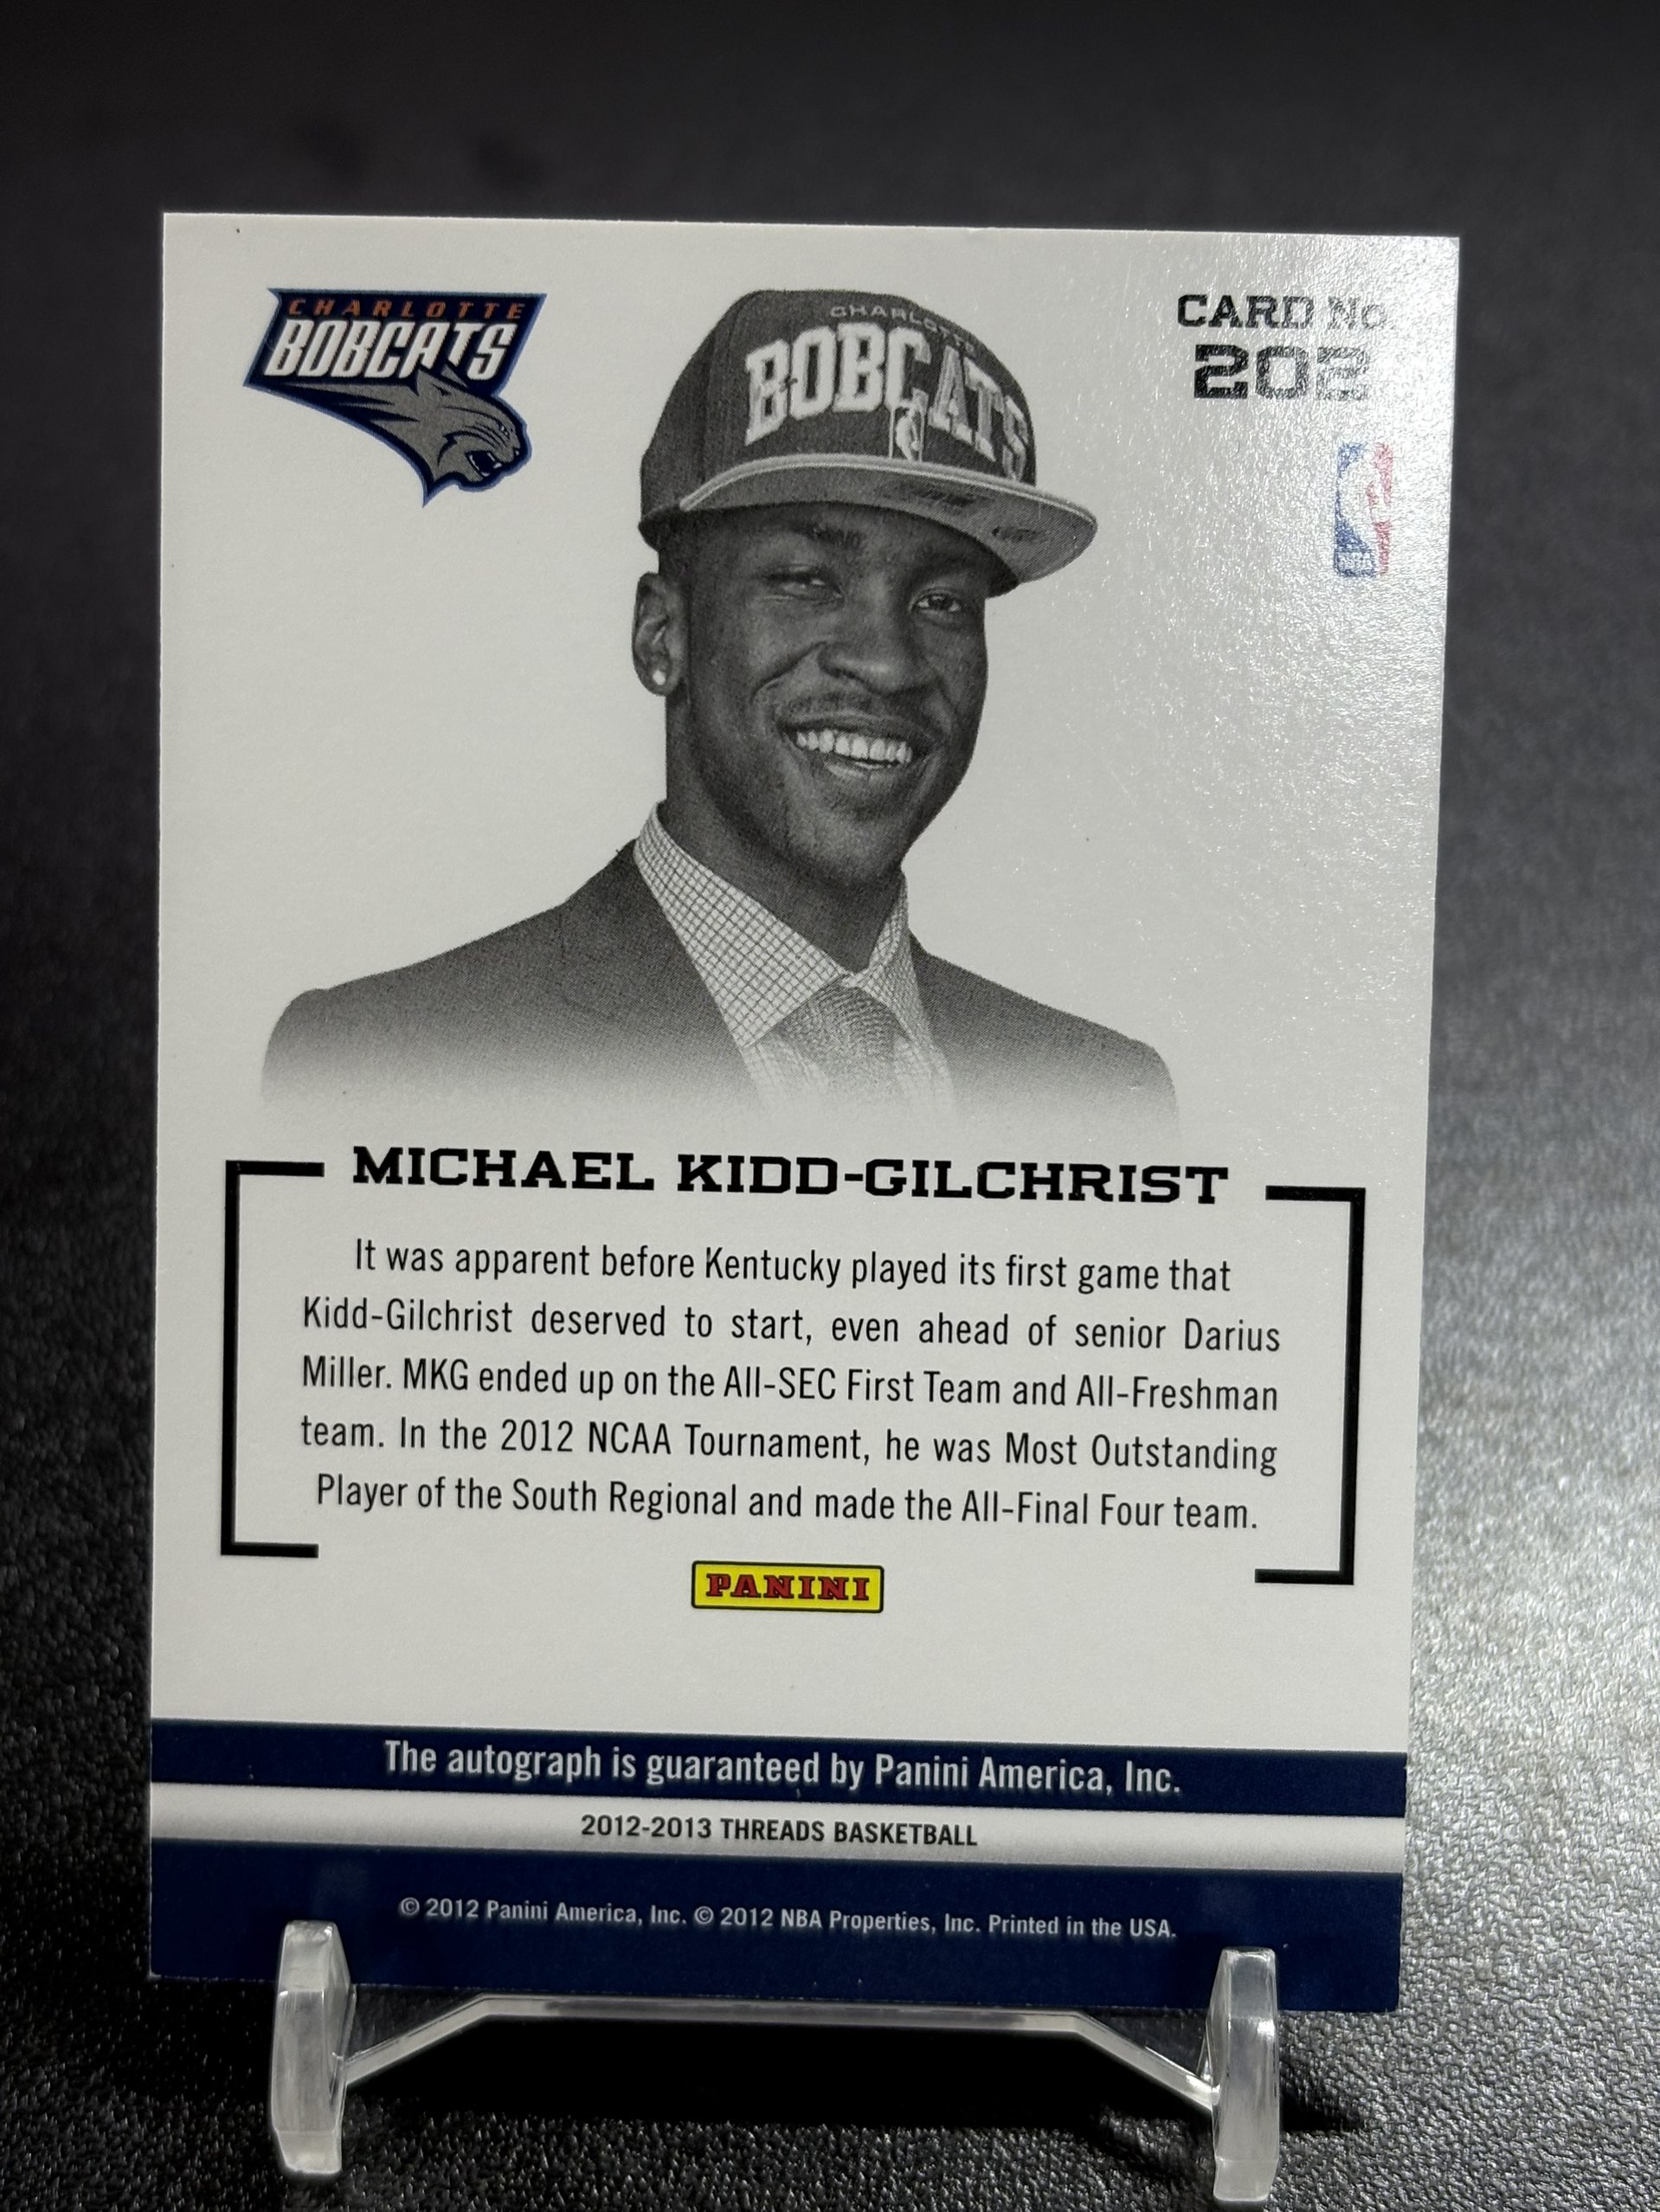 CHARLOTTE
BOBCATS
CHARLOTTE
BOBCATS
CARD No.
202
NBA
MICHAEL KIDD-GILCHRIST
It was apparent before Kentucky played its first game that
Kidd-Gilchrist deserved to start, even ahead of senior Darius
Miller. MKG ended up on the All-SEC First Team and All-Freshman
team. In the 2012 NCAA Tournament, he was Most Outstanding
Player of the South Regional and made the All-Final Four team.
PANINI
The autograph is guaranteed by Panini America, Inc.
2012-2013 THREADS BASKETBALL
© 2012 Panini America, Inc. © 2012 NBA Properties, Inc. Printed in the USA.